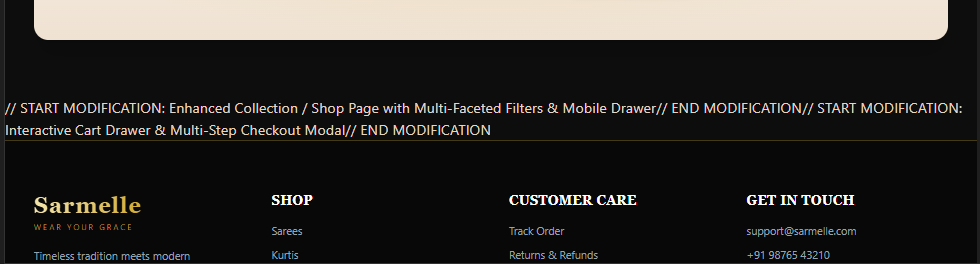 // START MODIFICATION: Enhanced Collection / Shop Page with Multi-Faceted Filters & Mobile Drawer// END MODIFICATION// START MODIFICATION:
Interactive Cart Drawer & Multi-Step Checkout Modal// END MODIFICATION
Sarmelle
WEAR YOUR GRACE
Timeless tradition meets modern
SHOP
Sarees
Kurtis
CUSTOMER CARE
Track Order
Returns & Refunds
GET IN TOUCH
support@sarmelle.com
+91 98765 43210